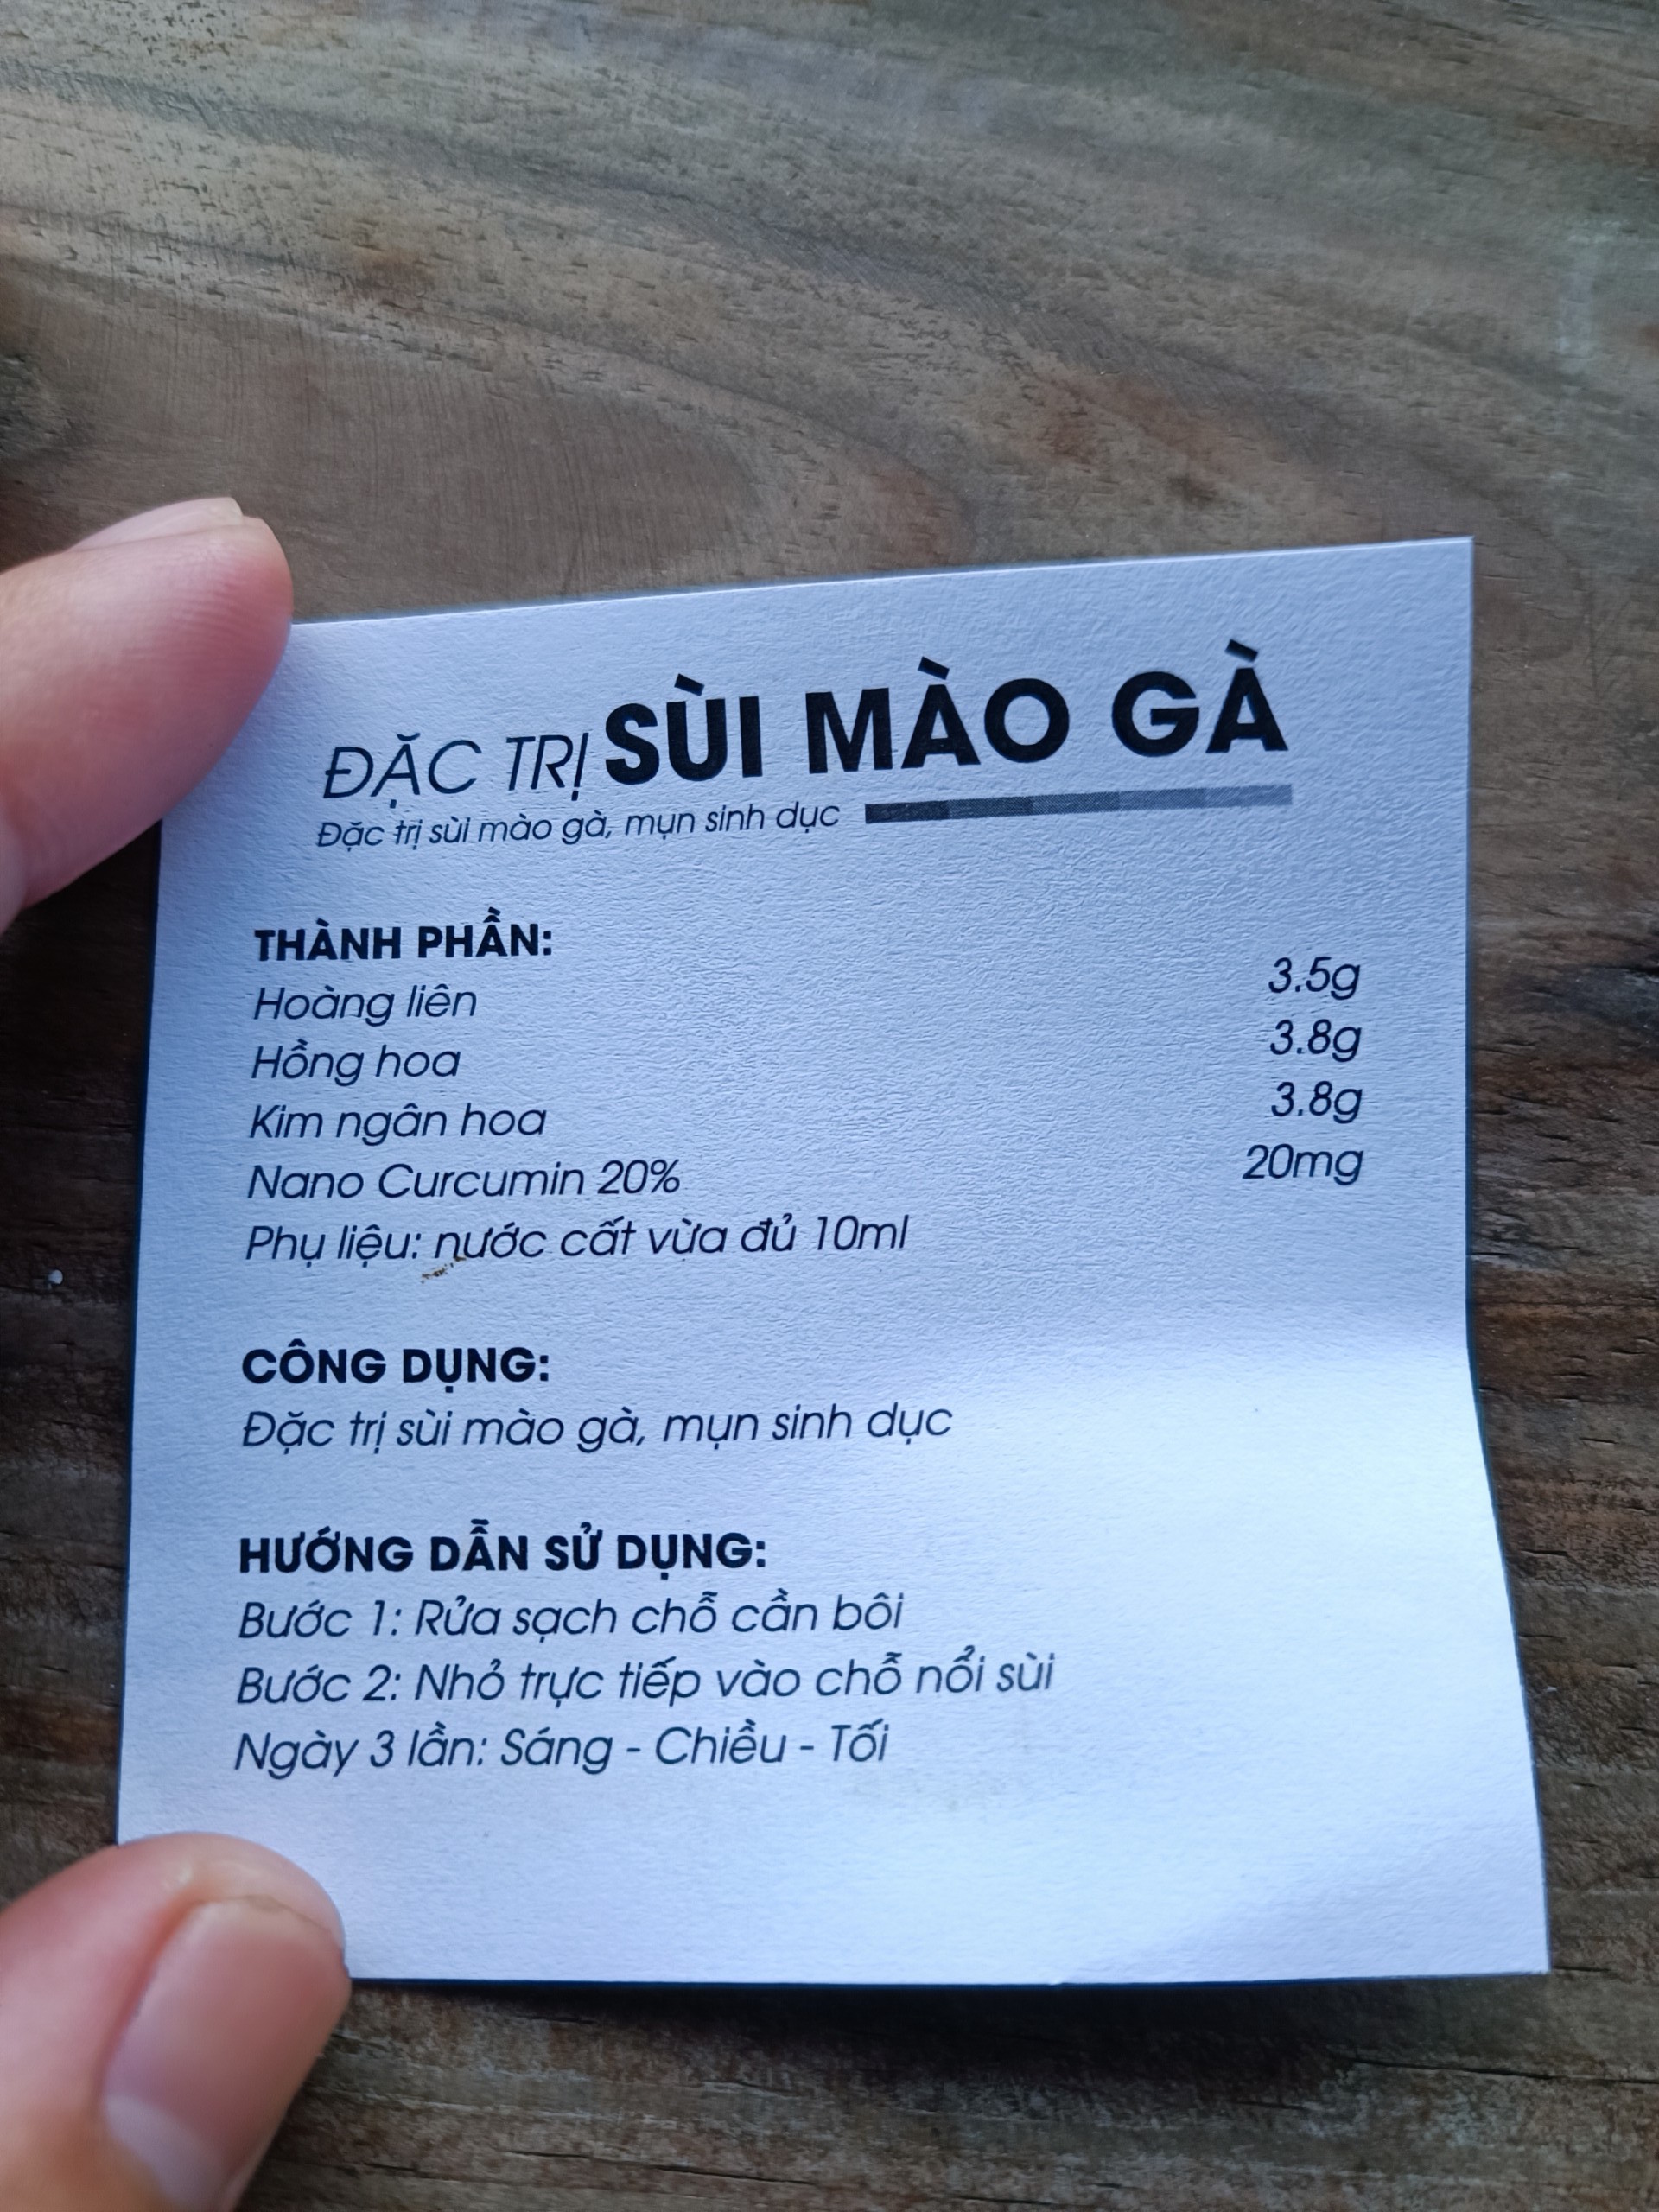 ĐẶC TRỊ SÙI MÀO GÀ
Đặc trị sùi mào gà, mụn sinh dục
THÀNH PHẦN:
Hoàng liên 3.5g
Hồng hoa 3.8g
Kim ngân hoa 3.8g
Nano Curcumin 20% 20mg
Phụ liệu: nước cất vừa đủ 10ml
CÔNG DỤNG:
Đặc trị sùi mào gà, mụn sinh dục
HƯỚNG DẪN SỬ DỤNG:
Bước 1: Rửa sạch chỗ cần bôi
Bước 2: Nhỏ trực tiếp vào chỗ nổi sùi
Ngày 3 lần: Sáng - Chiều - Tối